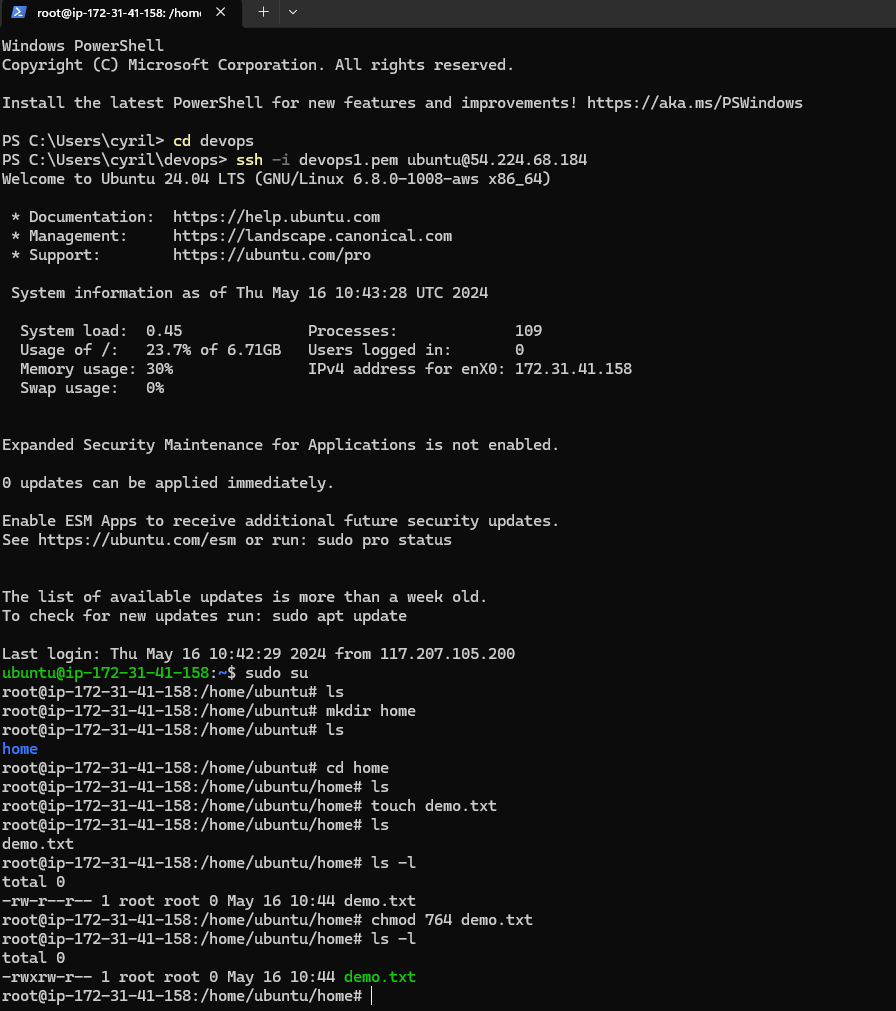 root@ip-172-31-41-158: /home
Windows PowerShell
Copyright (C) Microsoft Corporation. All rights reserved.
Install the latest PowerShell for new features and improvements! https://aka.ms/PSWindows
PS C:\Users\cyril> cd devops
PS C:\Users\cyril\devops> ssh -i devops1.pem ubuntu@54.224.68.184
Welcome to Ubuntu 24.04 LTS (GNU/Linux 6.8.0-1008-aws x86_64)
* Documentation:  https://help.ubuntu.com
* Management:     https://landscape.canonical.com
* Support:        https://ubuntu.com/pro
System information as of Thu May 16 10:43:28 UTC 2024
System load:  0.45              Processes:             109
Usage of /:   23.7% of 6.71GB   Users logged in:       0
Memory usage: 30%               IPv4 address for enX0: 172.31.41.158
Swap usage:   0%
Expanded Security Maintenance for Applications is not enabled.
0 updates can be applied immediately.
Enable ESM Apps to receive additional future security updates.
See https://ubuntu.com/esm or run: sudo pro status
The list of available updates is more than a week old.
To check for new updates run: sudo apt update
Last login: Thu May 16 10:42:29 2024 from 117.207.105.200
ubuntu@ip-172-31-41-158:~$ sudo su
root@ip-172-31-41-158:/home/ubuntu# ls
root@ip-172-31-41-158:/home/ubuntu# mkdir home
root@ip-172-31-41-158:/home/ubuntu# ls
home
root@ip-172-31-41-158:/home/ubuntu# cd home
root@ip-172-31-41-158:/home/ubuntu/home# ls
root@ip-172-31-41-158:/home/ubuntu/home# touch demo.txt
root@ip-172-31-41-158:/home/ubuntu/home# ls
demo.txt
root@ip-172-31-41-158:/home/ubuntu/home# ls -l
total 0
-rw-r--r-- 1 root root 0 May 16 10:44 demo.txt
root@ip-172-31-41-158:/home/ubuntu/home# chmod 764 demo.txt
root@ip-172-31-41-158:/home/ubuntu/home# ls -l
total 0
-rwxrw-r-- 1 root root 0 May 16 10:44 demo.txt
root@ip-172-31-41-158:/home/ubuntu/home#